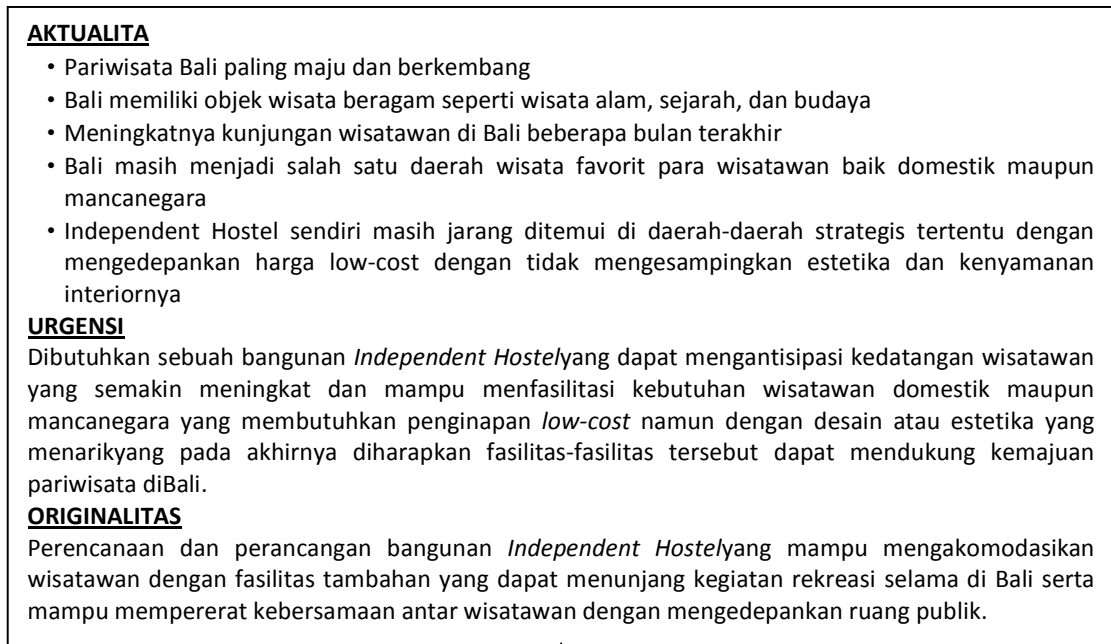 AKTUALITA
• Pariwisata Bali paling maju dan berkembang
• Bali memiliki objek wisata beragam seperti wisata alam, sejarah, dan budaya
• Meningkatnya kunjungan wisatawan di Bali beberapa bulan terakhir
• Bali masih menjadi salah satu daerah wisata favorit para wisatawan baik domestik maupun
mancanegara
• Independent Hostel sendiri masih jarang ditemui di daerah-daerah strategis tertentu dengan
mengedepankan harga low-cost dengan tidak mengesampingkan estetika dan kenyamanan
interiornya
URGENSI
Dibutuhkan sebuah bangunan Independent Hostelyang dapat mengantisipasi kedatangan wisatawan
yang semakin meningkat dan mampu menfasilitasi kebutuhan wisatawan domestik maupun
mancanegara yang membutuhkan penginapan low-cost namun dengan desain atau estetika yang
menarikyang pada akhirnya diharapkan fasilitas-fasilitas tersebut dapat mendukung kemajuan
pariwisata diBali.
ORIGINALITAS
Perencanaan dan perancangan bangunan Independent Hostelyang mampu mengakomodasikan
wisatawan dengan fasilitas tambahan yang dapat menunjang kegiatan rekreasi selama di Bali serta
mampu mempererat kebersamaan antar wisatawan dengan mengedepankan ruang publik.